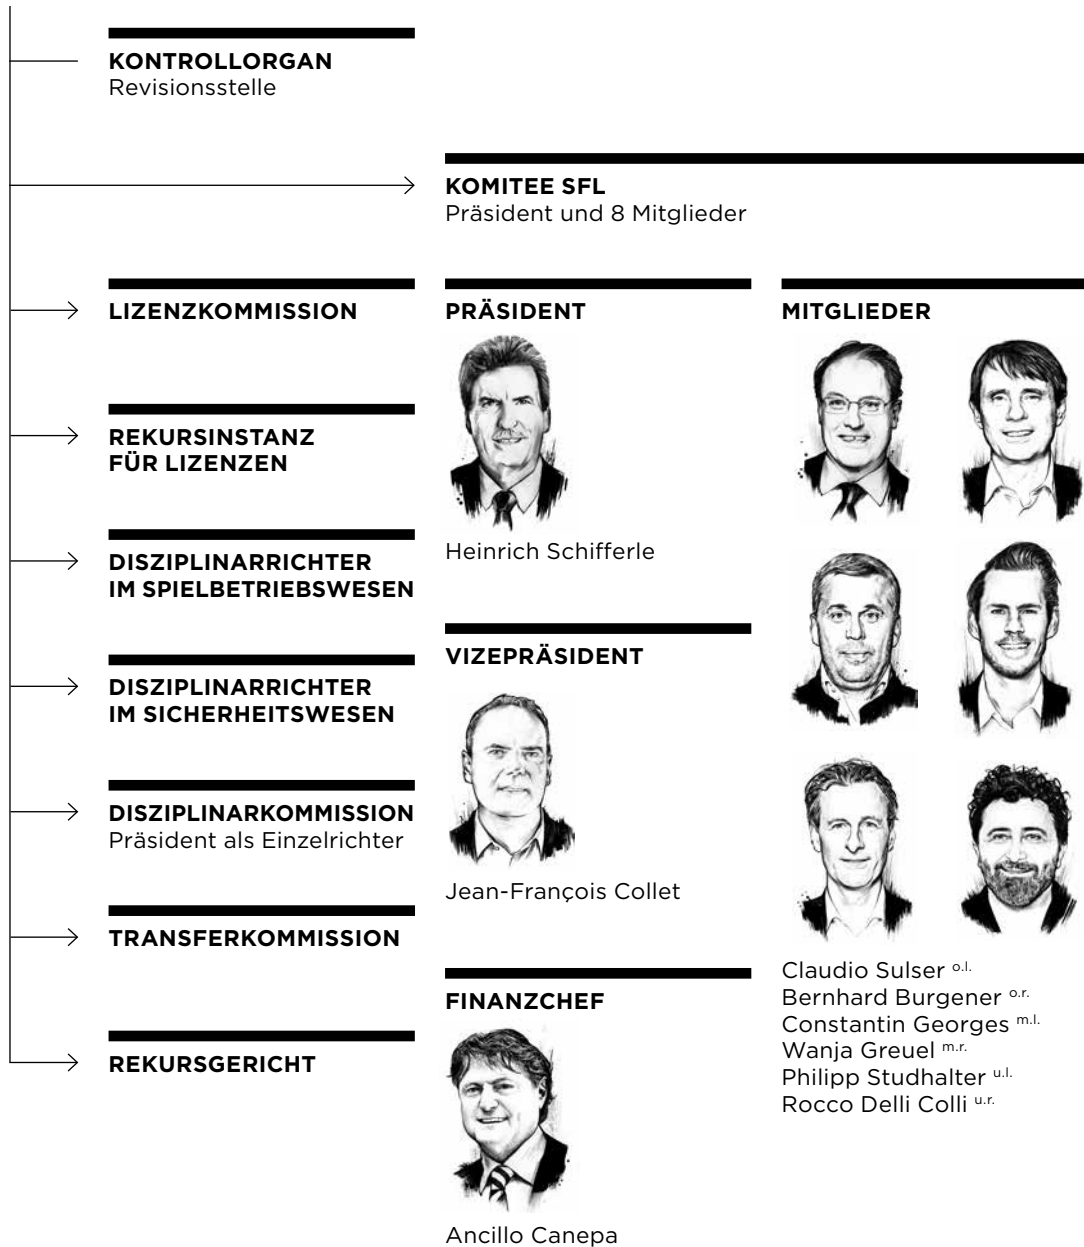 KONTROLLORGAN
Revisionsstelle
KOMITEE SFL
Präsident und 8 Mitglieder
LIZENZKOMMISSION
REKURSINSTANZ
FÜR LIZENZEN
DISZIPLINARRICHTER
IM SPIELBETRIEBSWESEN
DISZIPLINARRICHTER
IM SICHERHEITSWESEN
DISZIPLINARKOMMISSION
Präsident als Einzelrichter
TRANSFERKOMMISSION
REKURSGERICHT
PRÄSIDENT
Heinrich Schifferle
VIZEPRÄSIDENT
Jean-François Collet
FINANZCHEF
Ancillo Canepa
MITGLIEDER
Claudio Sulser o.l.
Bernhard Burgener o.r.
Constantin Georges m.l.
Wanja Greuel m.r.
Philipp Studhalter u.l.
Rocco Delli Colli u.r.